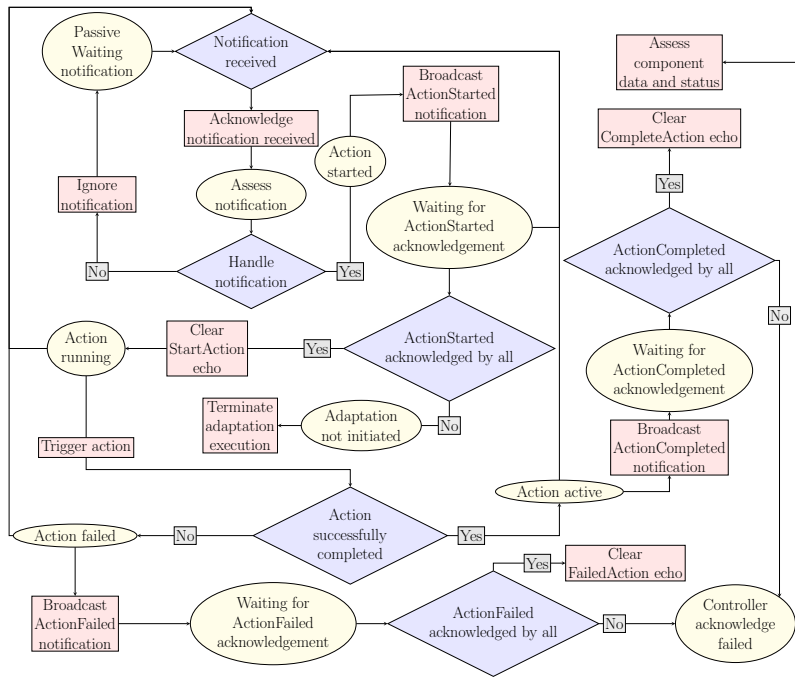 Passive
Waiting
notification
Notification
received
Acknowledge
notification received
Ignore
notification
Assess
notification
Handle
notification
No
Yes
Action
started
Broadcast
ActionStarted
notification
Waiting for
ActionStarted
acknowledgement
Assess
component
data and status
Clear
CompleteAction echo
Yes
ActionCompleted
acknowledged by all
No
Waiting for
ActionCompleted
acknowledgement
Broadcast
ActionCompleted
notification
Action
running
Clear
StartAction
echo
Yes
ActionStarted
acknowledged by all
No
Adaptation
not initiated
Terminate
adaptation
execution
Trigger action
Action active
Action
successfully
completed
No
Yes
Action failed
Broadcast
ActionFailed
notification
Waiting for
ActionFailed
acknowledgement
ActionFailed
acknowledged by all
Yes
Clear
FailedAction echo
No
Controller
acknowledge
failed